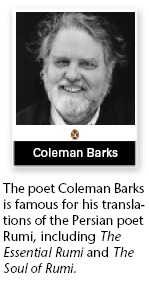 Coleman Barks
The poet Coleman Barks
is famous for his transla-
tions of the Persian poet
Rumi, including The
Essential Rumi and The
Soul of Rumi.